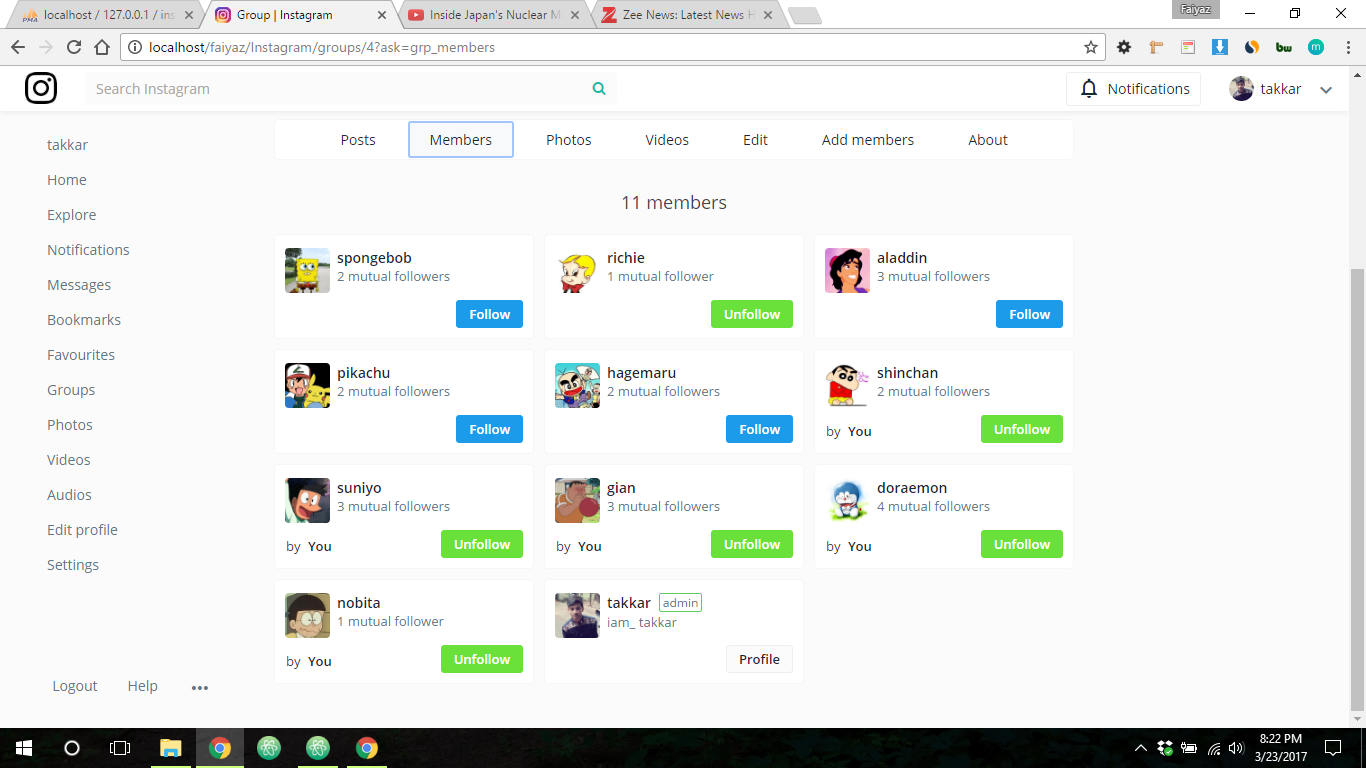 localhost / 127.0.0.1 / ins
Group | Instagram
Inside Japan's Nuclear M
Zee News: Latest News H
Faiyaz
localhost/faiyaz/Instagram/groups/4?ask=grp_members
Search Instagram
Notifications
takkar
takkar
Home
Explore
Notifications
Messages
Bookmarks
Favourites
Groups
Photos
Videos
Audios
Edit profile
Settings
Logout Help
Posts Members Photos Videos Edit Add members About
11 members
spongebob
2 mutual followers
Follow
richie
1 mutual follower
Unfollow
aladdin
3 mutual followers
Follow
pikachu
2 mutual followers
Follow
hagemaru
2 mutual followers
Follow
shinchan
2 mutual followers
by You Unfollow
suniyo
3 mutual followers
by You Unfollow
gian
3 mutual followers
by You Unfollow
doraemon
4 mutual followers
by You Unfollow
nobita
1 mutual follower
by You Unfollow
takkar admin
iam_ takkar
Profile
8:22 PM
3/23/2017